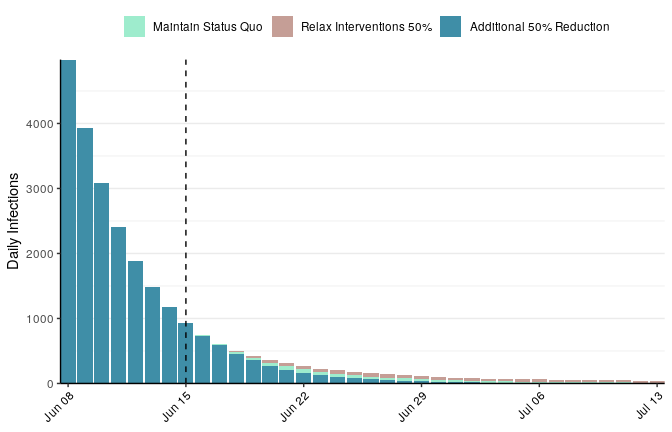 Maintain Status Quo Relax Interventions 50% Additional 50% Reduction
Daily Infections
4000
3000
2000
1000
0
Jun 08 Jun 15 Jun 22 Jun 29 Jul 06 Jul 13